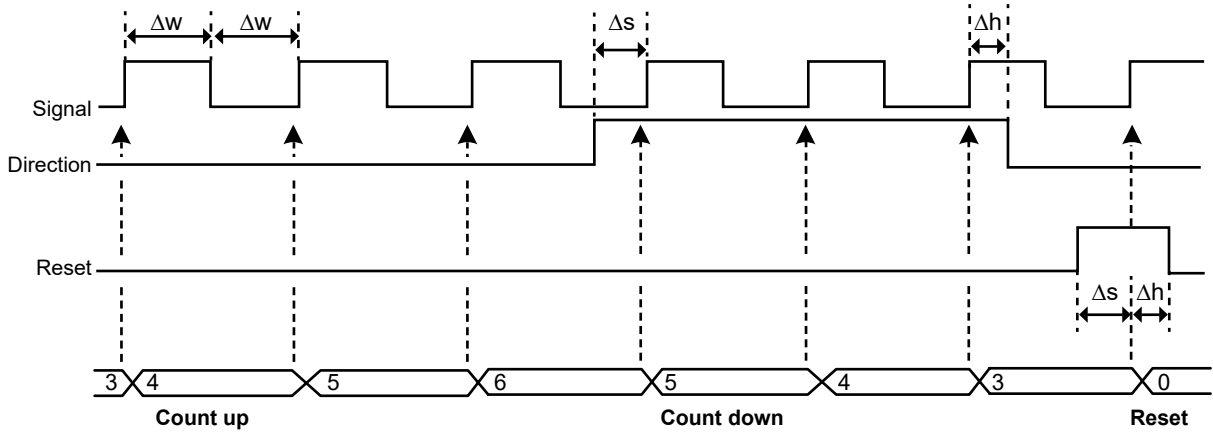 Δw Δw Δs Δh
Signal
Direction
Reset
Δs Δh
3 4 5 6 5 4 3 0
Count up Count down Reset